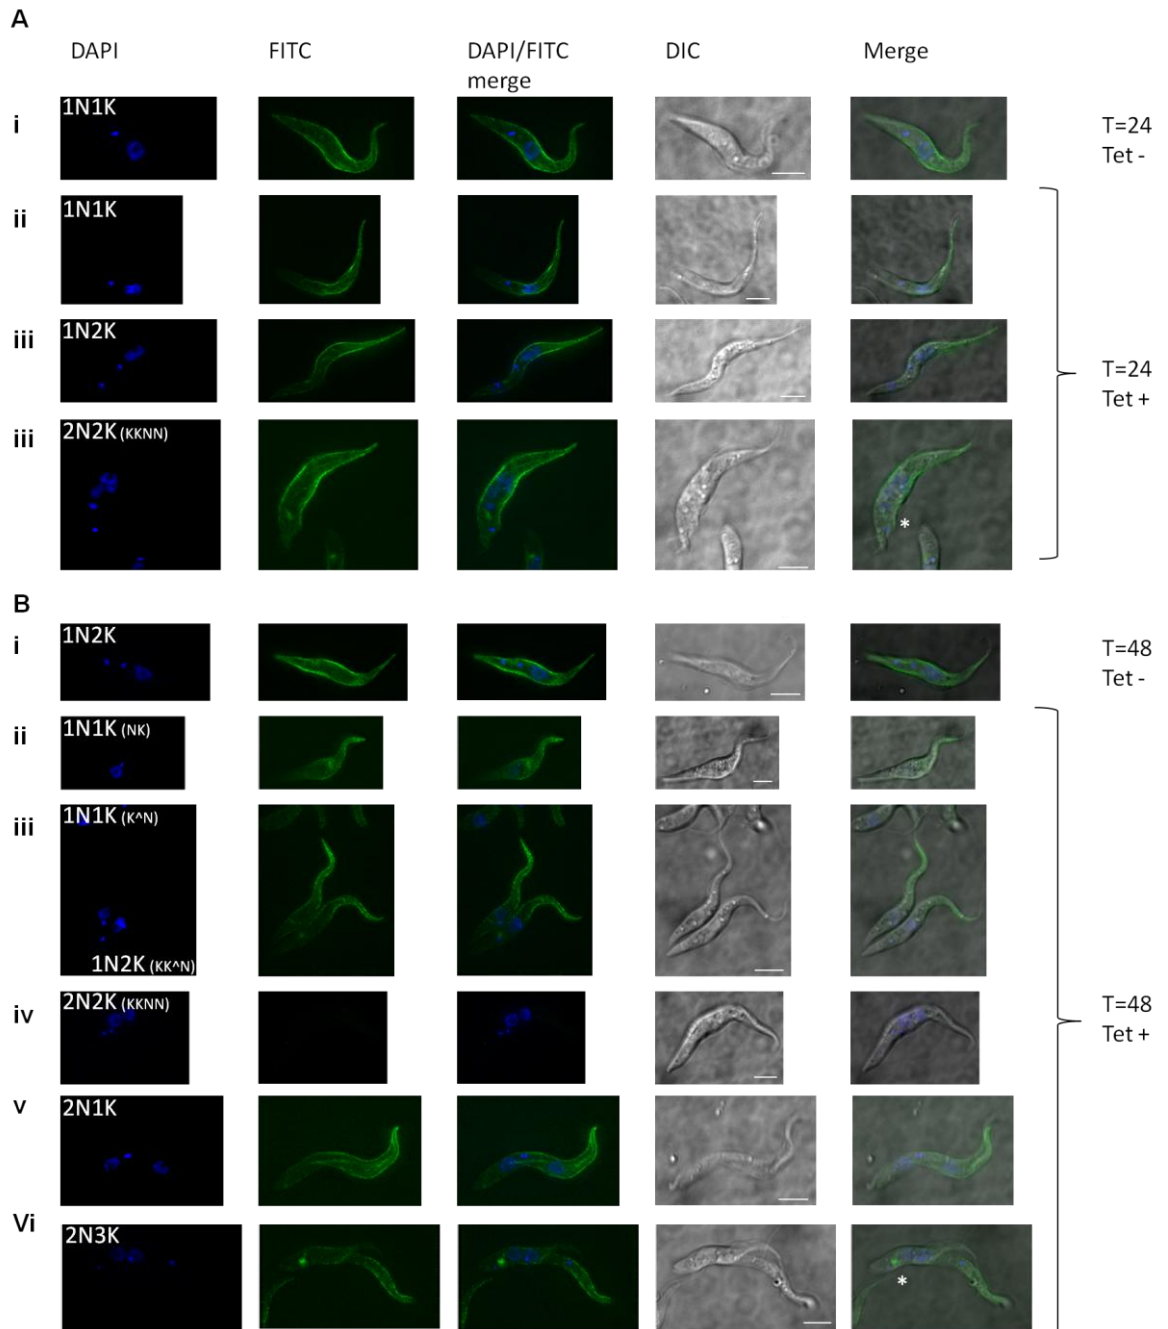 A
DAPI FITC DAPI/FITC merge DIC Merge
i 1N1K T=24 Tet -
ii 1N1K
iii 1N2K
T=24 Tet +
iii 2N2K (KKNN) *
B
i 1N2K T=48 Tet -
ii 1N1K (NK)
iii 1N1K (K^N)
1N2K (KK^N)
iv 2N2K (KKNN) T=48 Tet +
v 2N1K
Vi 2N3K *